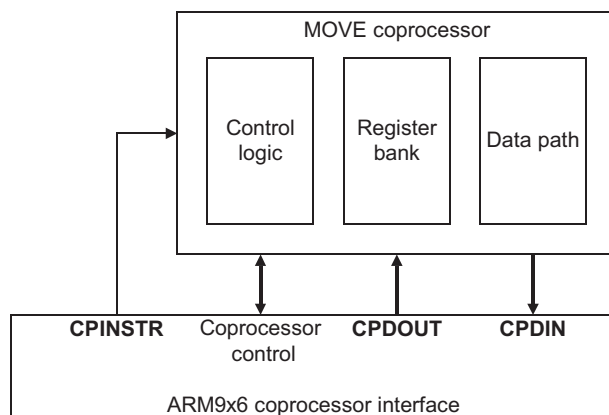 MOVE coprocessor
Control
logic
Register
bank
Data path
CPINSTR
Coprocessor
control
CPDOUT
CPDIN
ARM9x6 coprocessor interface